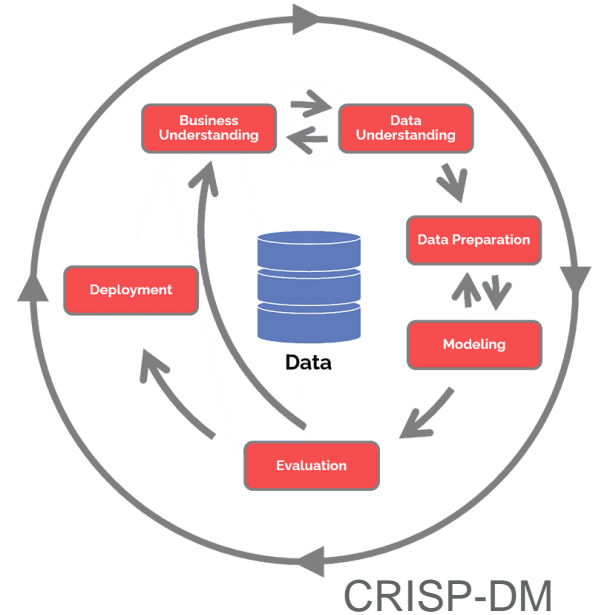 Business
Understanding
Data
Understanding
Data Preparation
Deployment
Modeling
Data
Evaluation
CRISP-DM